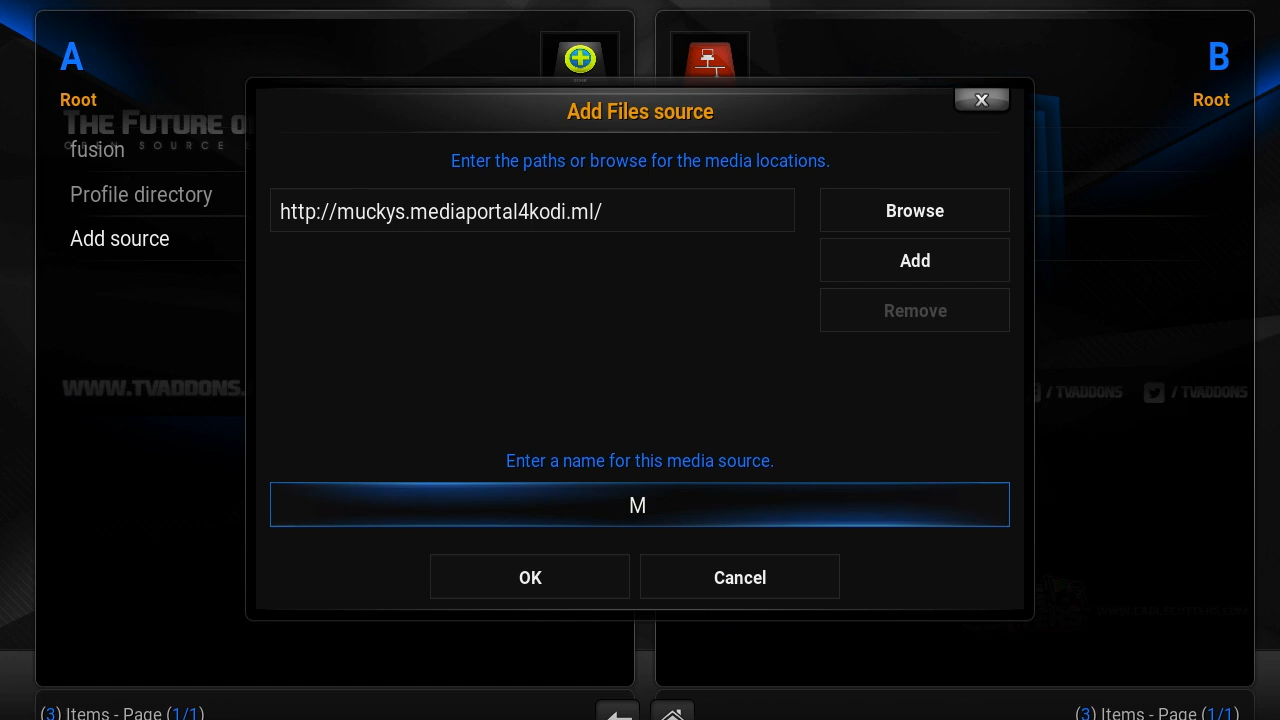 A
B
Root
Root
THE FUTURE O
fusion
Profile directory
Add source
Add Files source
Enter the paths or browse for the media locations.
http://muckys.mediaportal4kodi.ml/
Browse
Add
Remove
WWW.TVADDONS.
/ TVADDONS
/ TVADDONS
Enter a name for this media source.
M
OK
Cancel
(3) Items - Page (1/1)
(3) Items - Page (1/1)